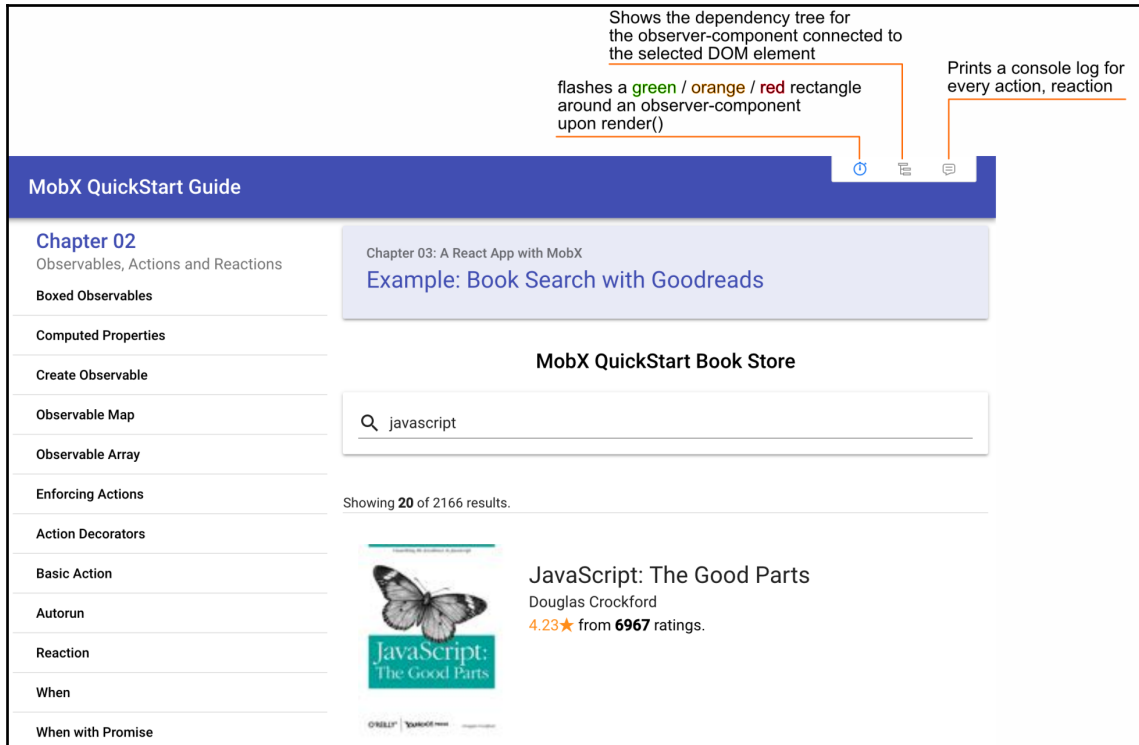 Shows the dependency tree for
the observer-component connected to
the selected DOM element
Prints a console log for
every action, reaction
flashes a green / orange / red rectangle
around an observer-component
upon render()
MobX QuickStart Guide
Chapter 02
Observables, Actions and Reactions
Boxed Observables
Computed Properties
Create Observable
Observable Map
Observable Array
Enforcing Actions
Action Decorators
Basic Action
Autorun
Reaction
When
When with Promise
Chapter 03: A React App with MobX
Example: Book Search with Goodreads
MobX QuickStart Book Store
javascript
Showing 20 of 2166 results.
JavaScript:
The Good Parts
O'REILLY® YAHOO! PRESS
JavaScript: The Good Parts
Douglas Crockford
4.23★ from 6967 ratings.